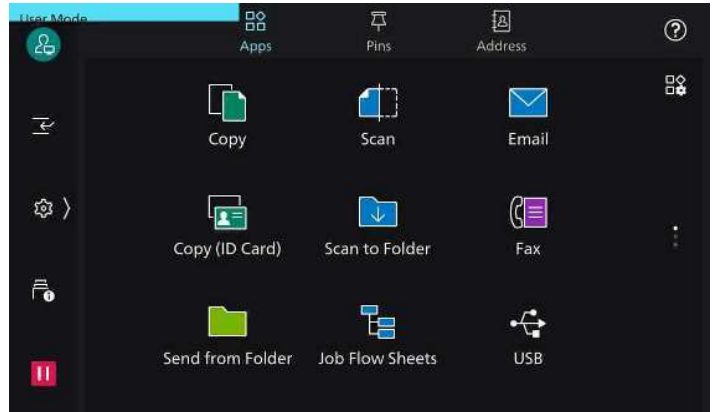 User Mode
Apps
Pins
Address
Copy
Scan
Email
Copy (ID Card)
Scan to Folder
Fax
Send from Folder
Job Flow Sheets
USB